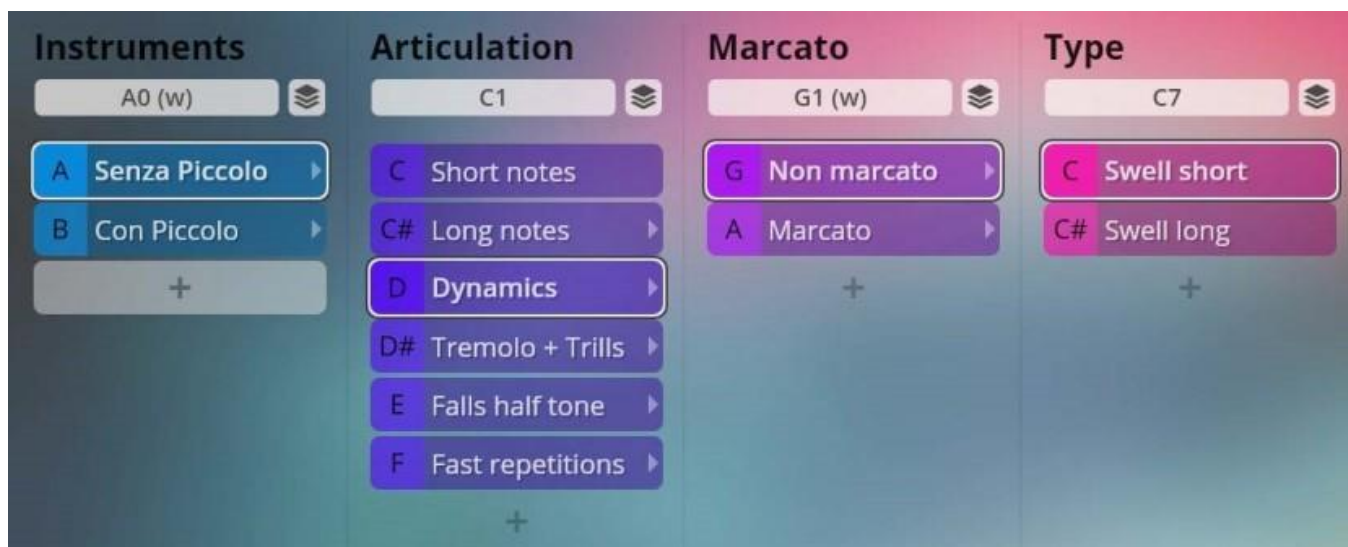 Instruments
A0 (w)
A Senza Piccolo
B Con Piccolo
+
Articulation
C1
C Short notes
C# Long notes
D Dynamics
D# Tremolo + Trills
E Falls half tone
F Fast repetitions
+
Marcato
G1 (w)
G Non marcato
A Marcato
+
Type
C7
C Swell short
C# Swell long
+